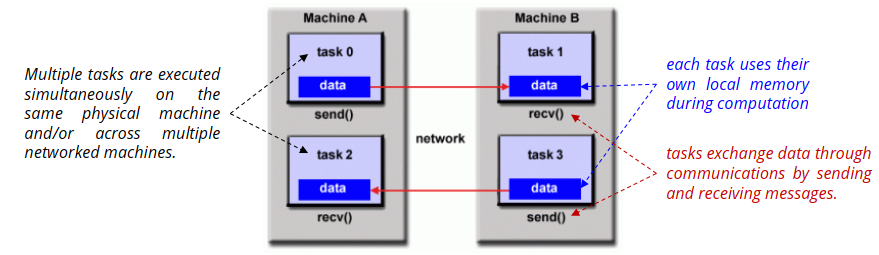 Machine A
Machine B
Multiple tasks are executed
simultaneously on the
same physical machine
and/or across multiple
networked machines.
task 0
data
send()
task 1
data
recv()
network
task 2
data
recv()
task 3
data
send()
each task uses their
own local memory
during computation
tasks exchange data through
communications by sending
and receiving messages.